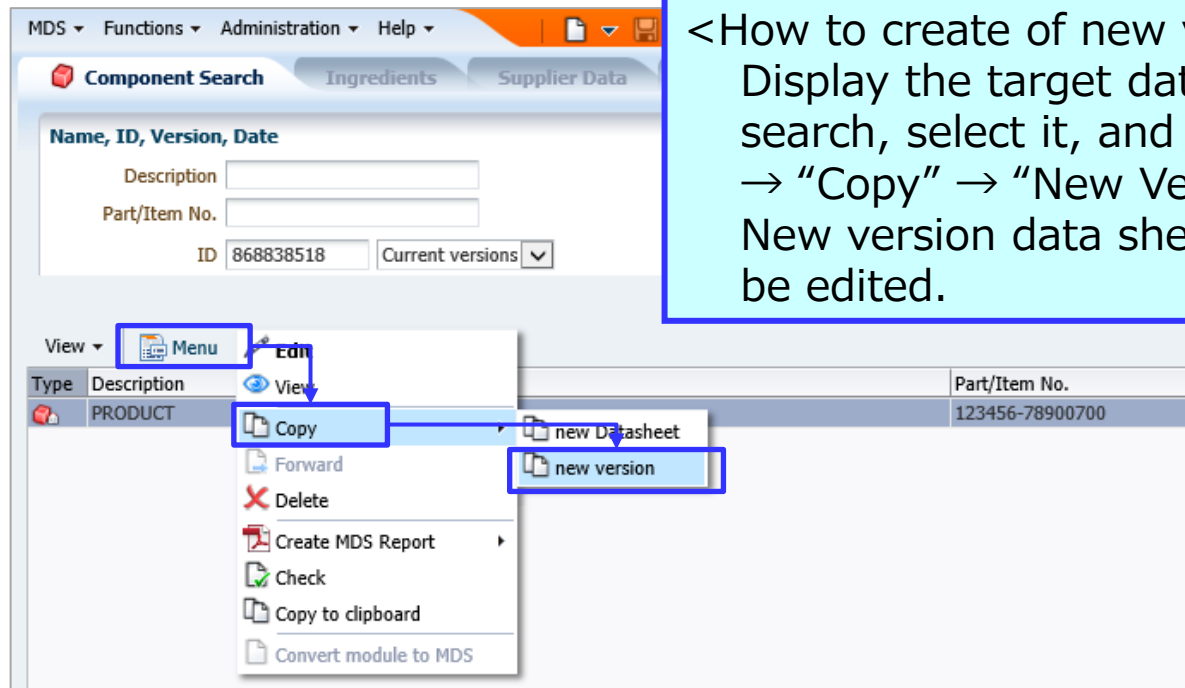 MDS Functions Administration Help
Component Search Ingredients Supplier Data
Name, ID, Version, Date
Description
Part/Item No.
ID 868838518 Current versions
<How to create of new
Display the target
search, select it, and
→ “Copy” → “New
New version data
be edited.
View Menu
Type Description Part/Item No.
PRODUCT 123456-78900700
Edit
View
Copy
new Datasheet
new version
Forward
Delete
Create MDS Report
Check
Copy to clipboard
Convert module to MDS